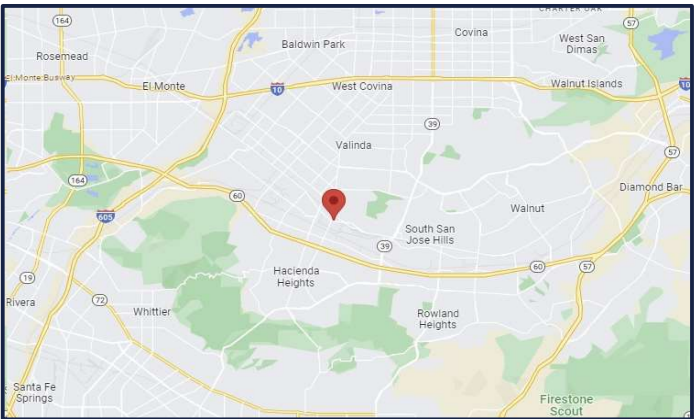 CHARTER OAK
164
57
Covina
West San
Dimas
Baldwin Park
605
Rosemead
El Monte Busway
El Monte
10
West Covina
Walnut Islands
10
39
Valinda
57
164
60
Diamond Bar
Walnut
605
South San
Jose Hills
39
60
57
Hacienda
Heights
19
72
Rivera
Whittier
Rowland
Heights
Santa Fe
Springs
Firestone
Scout